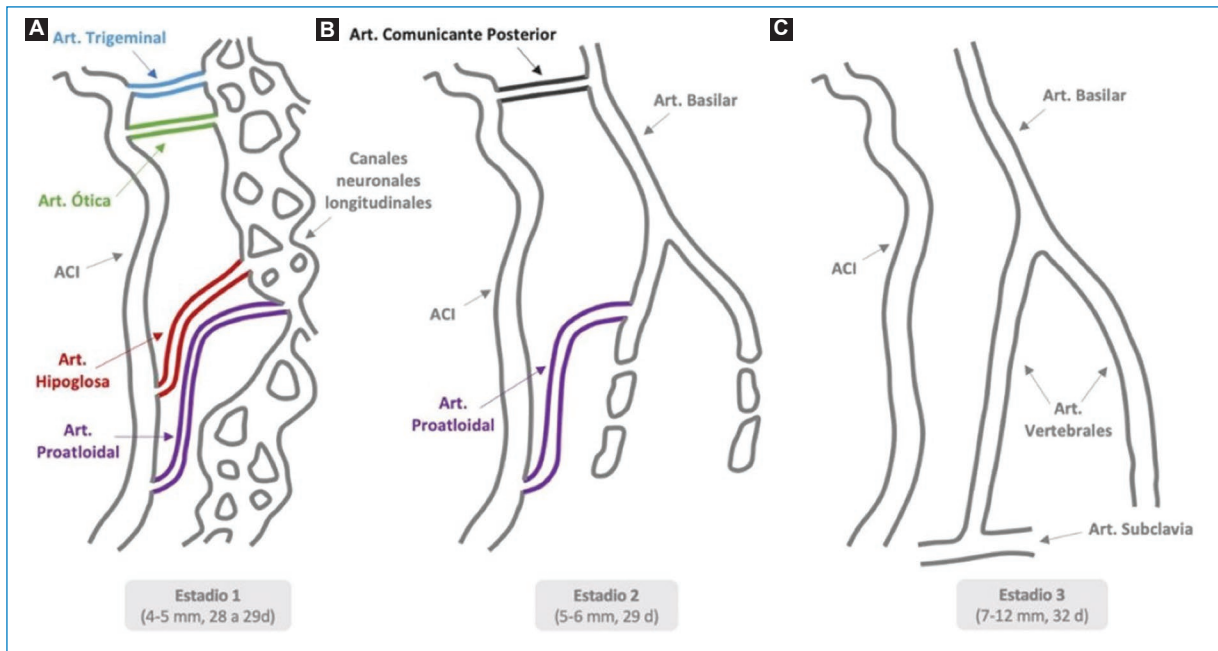 A
Art. Trigeminal
Art. Ótica
ACI
Canales
neuronales
longitudinales
Art.
Hipoglosa
Art.
Proatloidal
Estadio 1
(4-5 mm, 28 a 29d)
B
Art. Comunicante Posterior
Art. Basilar
ACI
Art.
Proatloidal
Estadio 2
(5-6 mm, 29 d)
C
Art. Basilar
ACI
Art.
Vertebrales
Art. Subclavia
Estadio 3
(7-12 mm, 32 d)